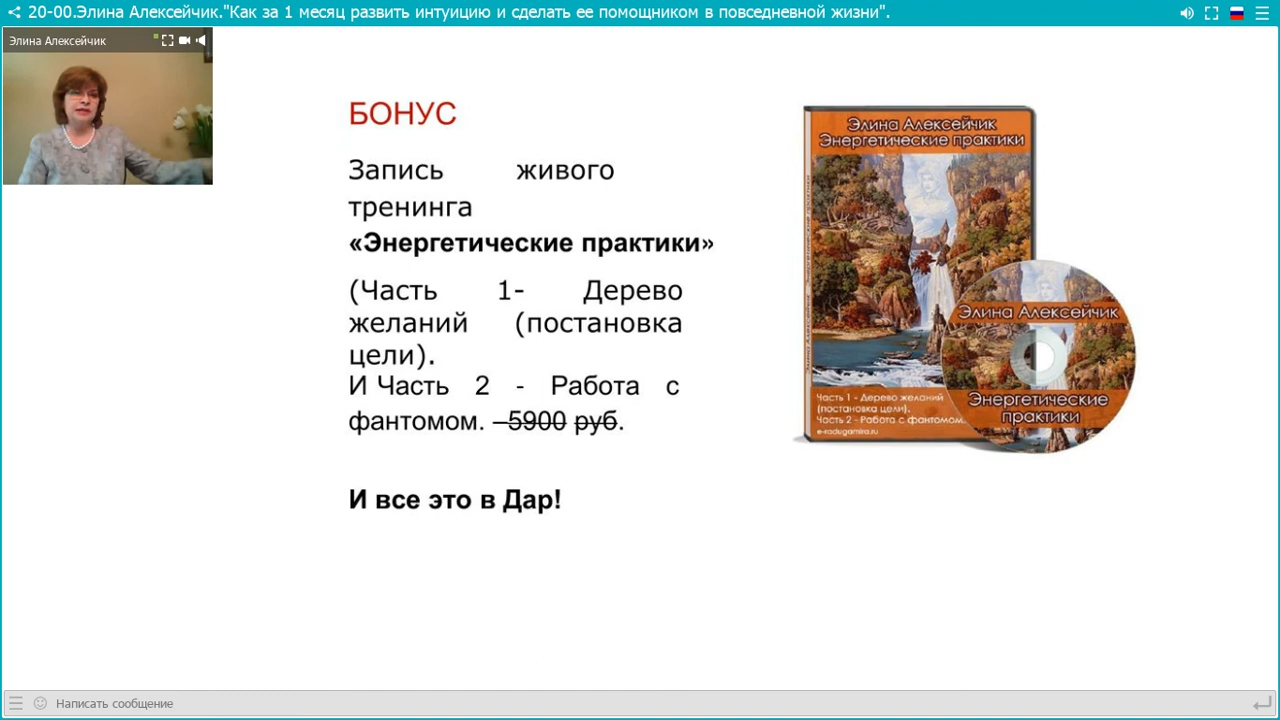 20-00.Элина Алексейчик."Как за 1 месяц развить интуицию и сделать ее помощником в повседневной жизни".
Элина Алексейчик
БОНУС
Запись живого
тренинга
«Энергетические практики»
(Часть 1- Дерево
желаний (постановка
цели).
И Часть 2 - Работа с
фантомом. –5900 руб.
И все это в Дар!
Элина Алексейчик
Энергетические практики
Часть 1 - Дерево желаний
(постановка цели).
Часть 2 - Работа с фантомом.
e-radugamira.ru
Элина Алексейчик
Энергетические
практики
Написать сообщение